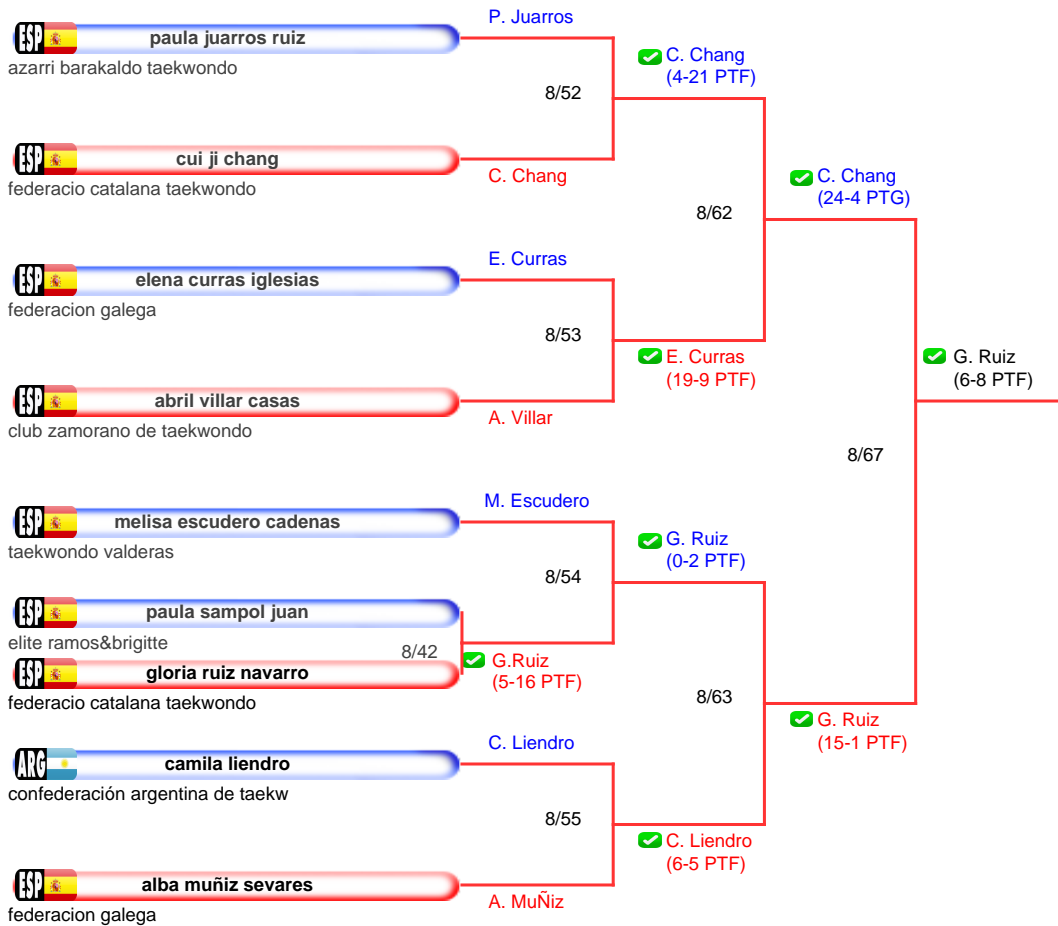 P. Juarros
ESP paula juarros ruiz
azarri barakaldo taekwondo
C. Chang
(4-21 PTF)
8/52
ESP cui ji chang
federacio catalana taekwondo
C. Chang
C. Chang
(24-4 PTG)
8/62
E. Curras
ESP elena curras iglesias
federacion galega
8/53
E. Curras
(19-9 PTF)
G. Ruiz
(6-8 PTF)
ESP abril villar casas
club zamorano de taekwondo
A. Villar
8/67
M. Escudero
ESP melisa escudero cadenas
taekwondo valderas
G. Ruiz
(0-2 PTF)
8/54
ESP paula sampol juan
elite ramos&brigitte
8/42
G.Ruiz
(5-16 PTF)
ESP gloria ruiz navarro
federacio catalana taekwondo
8/63
G. Ruiz
(15-1 PTF)
C. Liendro
ARG camila liendro
confederación argentina de taekw
8/55
C. Liendro
(6-5 PTF)
ESP alba muñiz sevares
federacion galega
A. MuÑiz